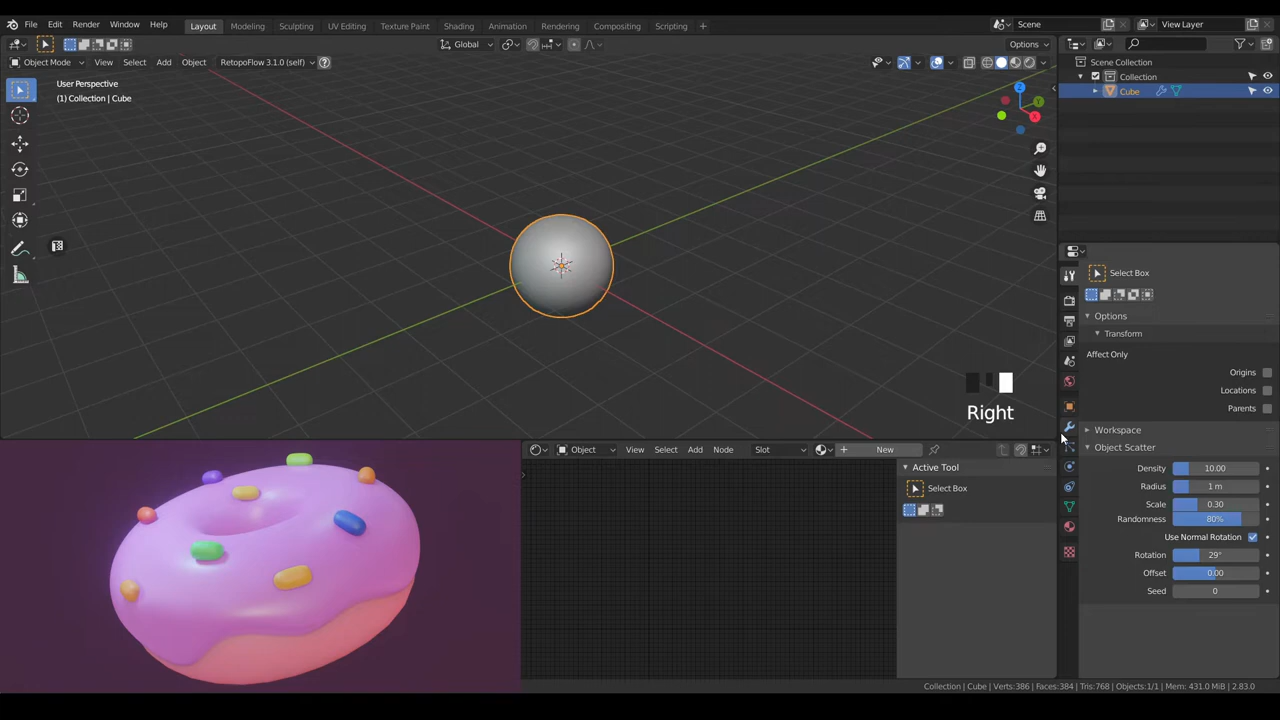 File Edit Render Window Help Layout Modeling Sculpting UV Editing Texture Paint Shading Animation Rendering Compositing Scripting + Scene View Layer
Global Options
Object Mode View Select Add Object RetopoFlow 3.1.0 (self)
User Perspective
(1) Collection | Cube
Z
Y
X
Right
Scene Collection
Collection
Cube
Select Box
Options
Transform
Affect Only
Origins
Locations
Parents
Workspace
Object Scatter
Density 10.00
Radius 1 m
Scale 0.30
Randomness 80%
Use Normal Rotation
Rotation 29°
Offset 0.00
Seed 0
Object View Select Add Node Slot New
Active Tool
Select Box
Collection | Cube | Verts:386 | Faces:384 | Tris:768 | Objects:1/1 | Mem: 431.0 MiB | 2.83.0